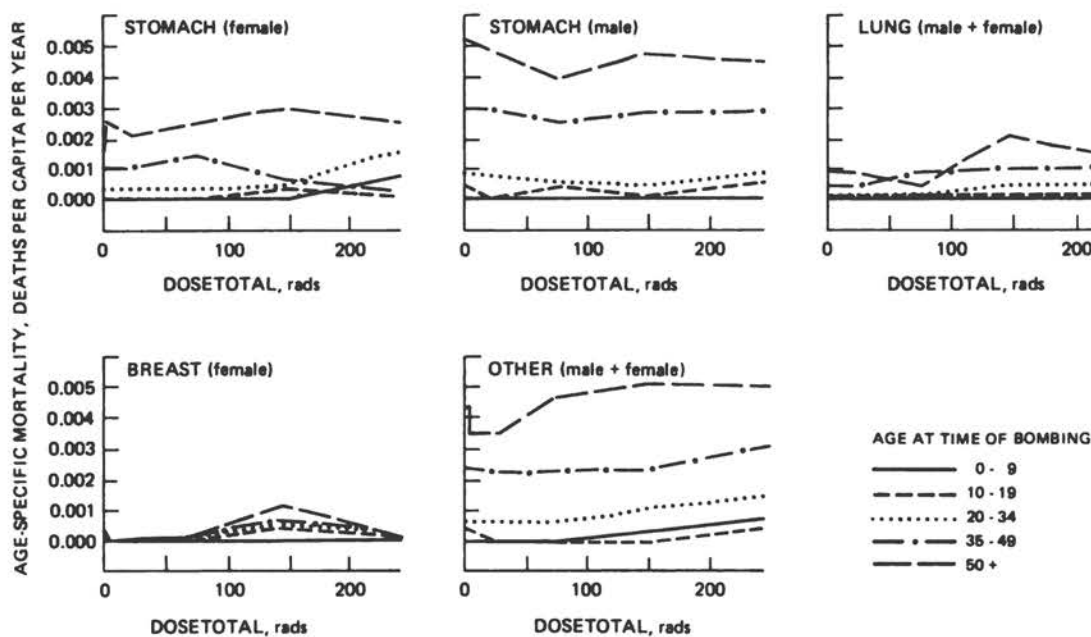 AGE-SPECIFIC MORTALITY, DEATHS PER CAPITA PER YEAR
STOMACH (female)
0.005
0.004
0.003
0.002
0.001
0.000
0
100
200
DOSETOTAL, rads
STOMACH (male)
0
100
200
DOSETOTAL, rads
LUNG (male + female)
0
100
200
DOSETOTAL, rads
BREAST (female)
0.005
0.004
0.003
0.002
0.001
0.000
0
100
200
DOSETOTAL, rads
OTHER (male + female)
0
100
200
DOSETOTAL, rads
AGE AT TIME OF BOMBING
0 - 9
10 - 19
20 - 34
35 - 49
50 +